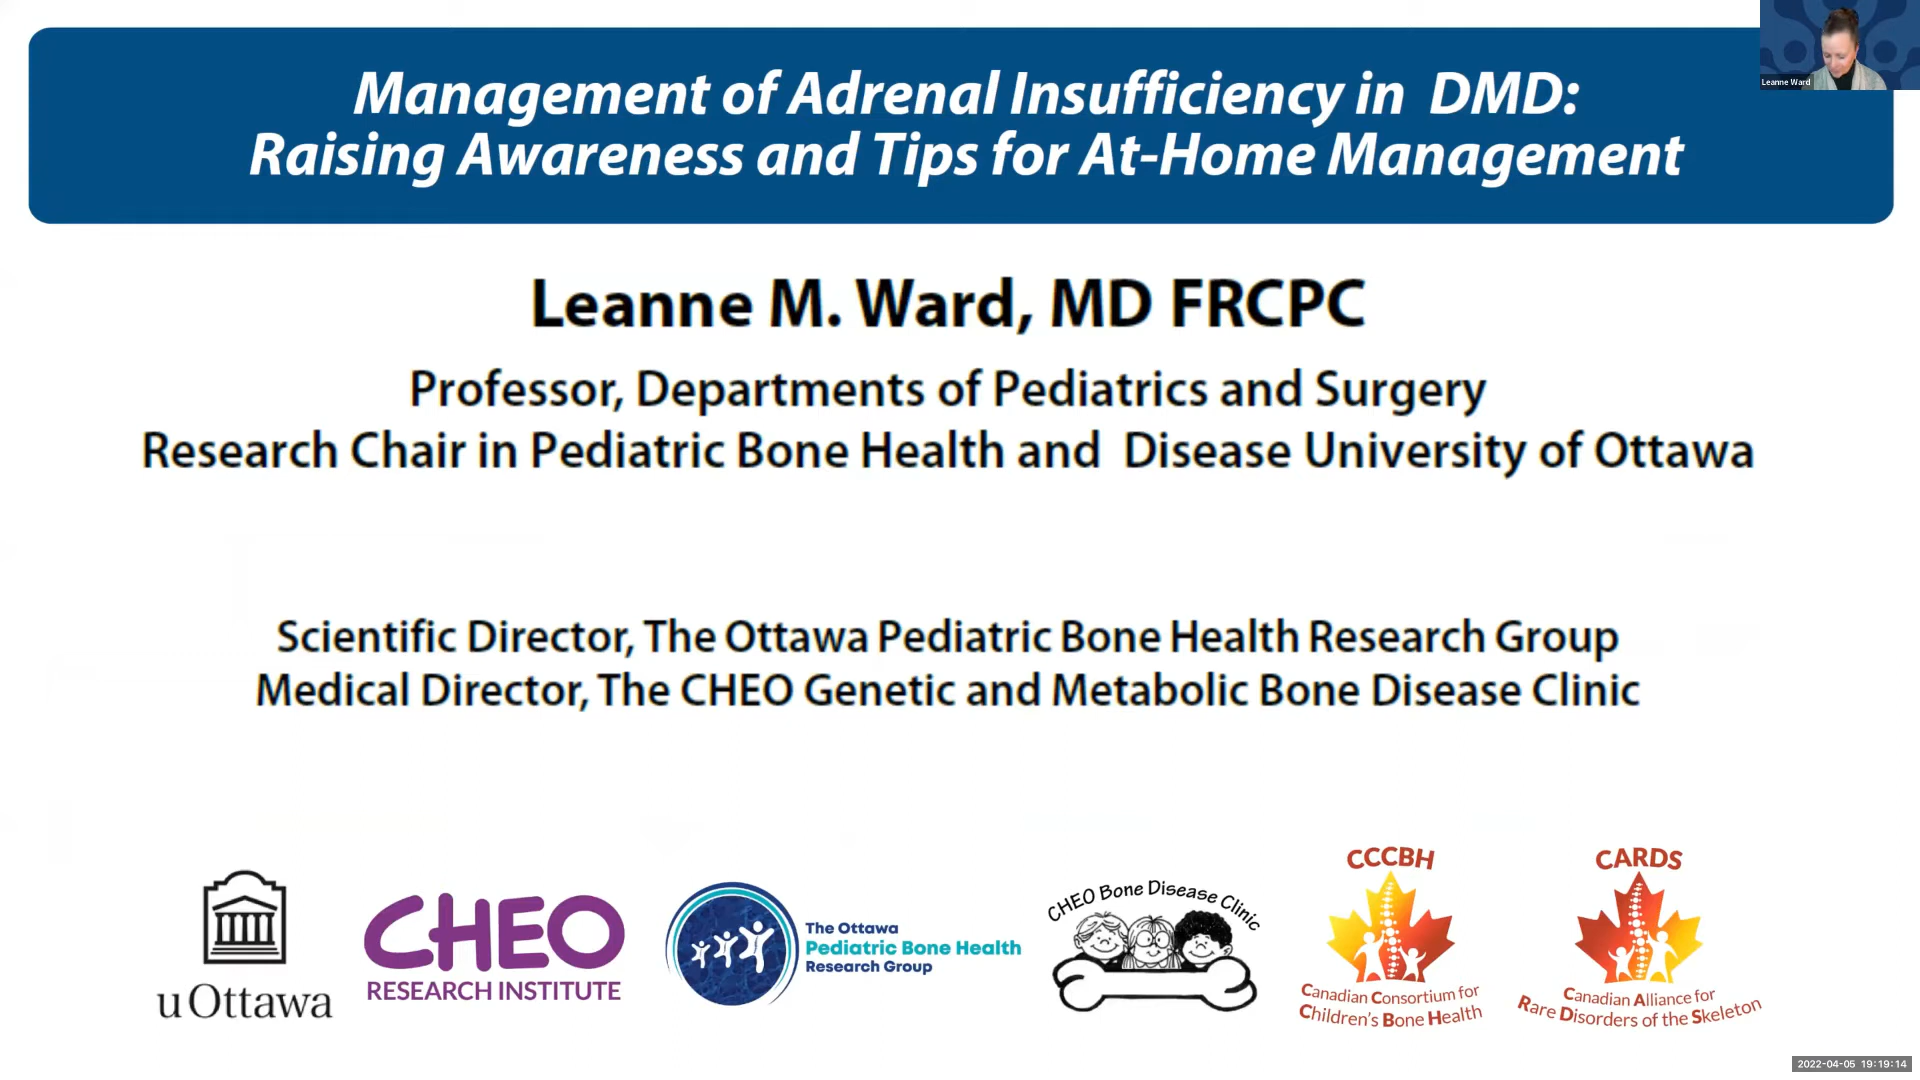 Management of Adrenal Insufficiency in DMD:
Raising Awareness and Tips for At-Home Management
Leanne Ward
Leanne M. Ward, MD FRCPC
Professor, Departments of Pediatrics and Surgery
Research Chair in Pediatric Bone Health and Disease University of Ottawa
Scientific Director, The Ottawa Pediatric Bone Health Research Group
Medical Director, The CHEO Genetic and Metabolic Bone Disease Clinic
uOttawa
CHEO
RESEARCH INSTITUTE
The Ottawa
Pediatric Bone Health
Research Group
CHEO Bone Disease Clinic
CCCBH
Canadian Consortium for
Children's Bone Health
CARDS
Canadian Alliance for
Rare Disorders of the Skeleton
2022-04-05 19:19:14